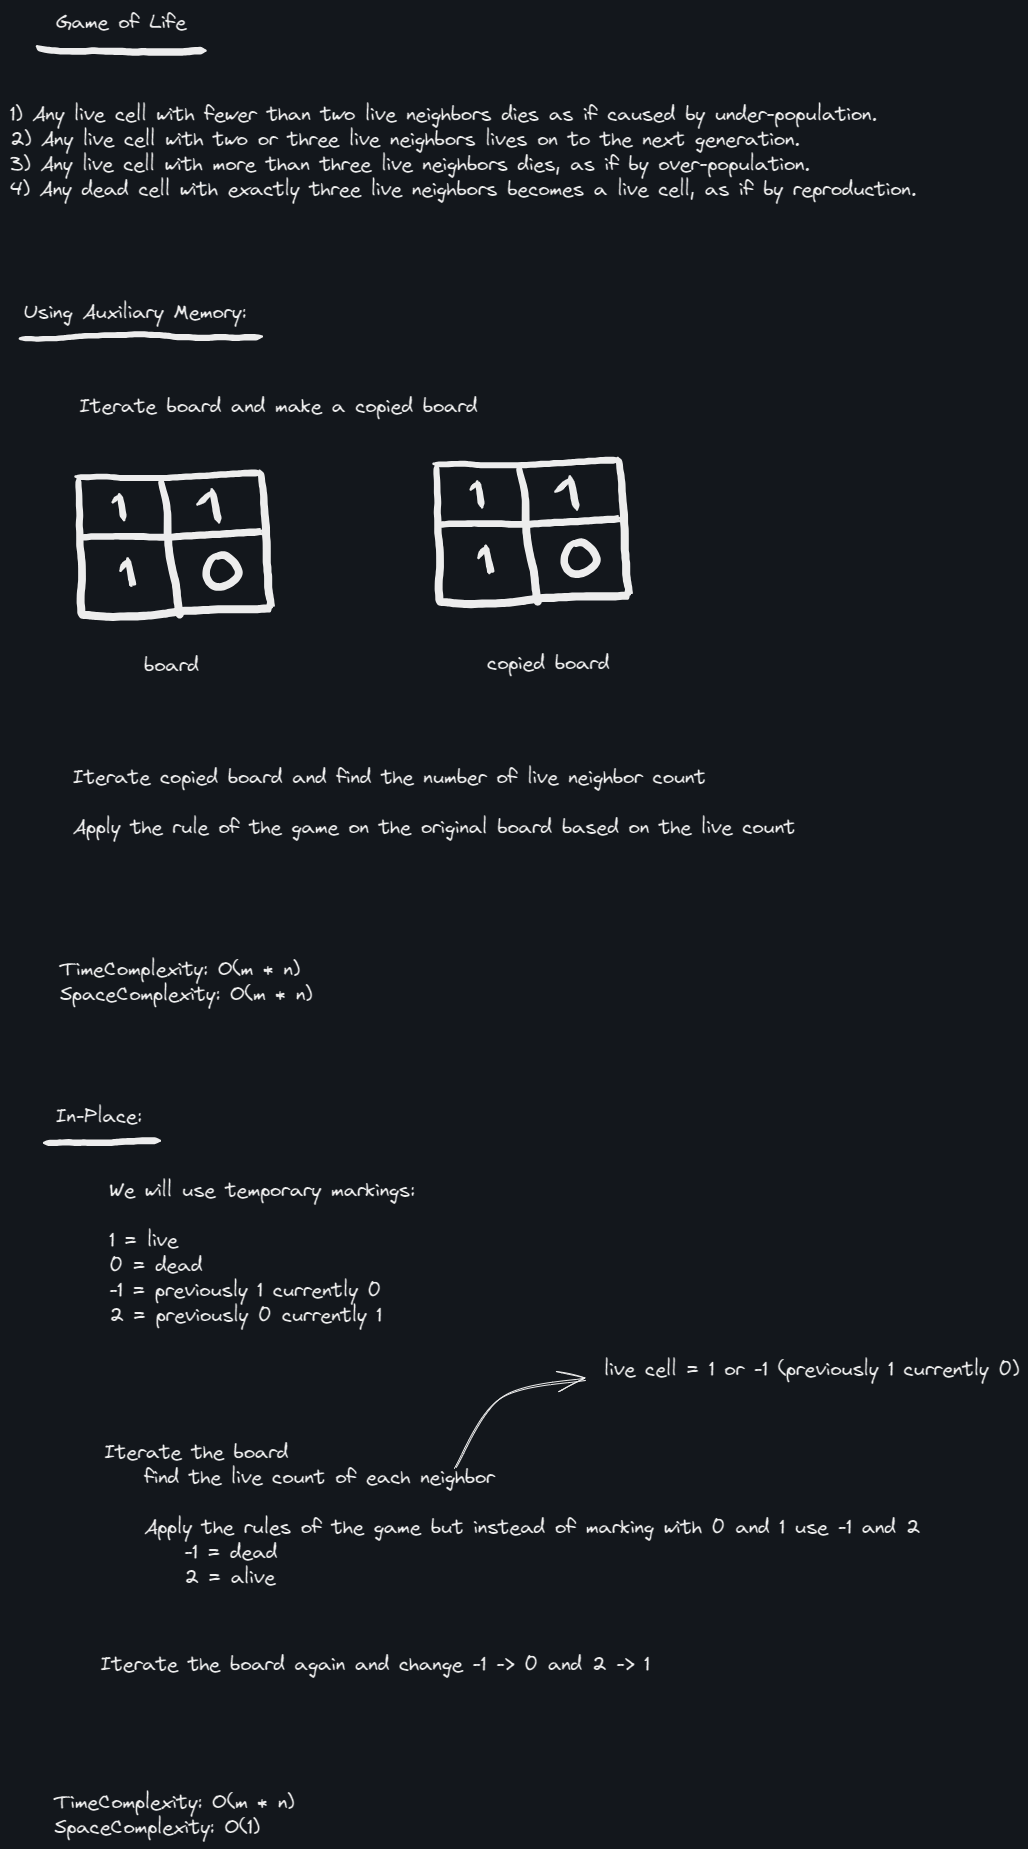 Game of Life
1) Any live cell with fewer than two live neighbors dies as if caused by under-population.
2) Any live cell with two or three live neighbors lives on to the next generation.
3) Any live cell with more than three live neighbors dies, as if by over-population.
4) Any dead cell with exactly three live neighbors becomes a live cell, as if by reproduction.
Using Auxiliary Memory:
Iterate board and make a copied board
1 1
1 0
board
1 1
1 0
copied board
Iterate copied board and find the number of live neighbor count
Apply the rule of the game on the original board based on the live count
TimeComplexity: O(m * n)
SpaceComplexity: O(m * n)
In-Place:
We will use temporary markings:
1 = live
0 = dead
-1 = previously 1 currently 0
2 = previously 0 currently 1
live cell = 1 or -1 (previously 1 currently 0)
Iterate the board
find the live count of each neighbor
Apply the rules of the game but instead of marking with 0 and 1 use -1 and 2
-1 = dead
2 = alive
Iterate the board again and change -1 -> 0 and 2 -> 1
TimeComplexity: O(m * n)
SpaceComplexity: O(1)